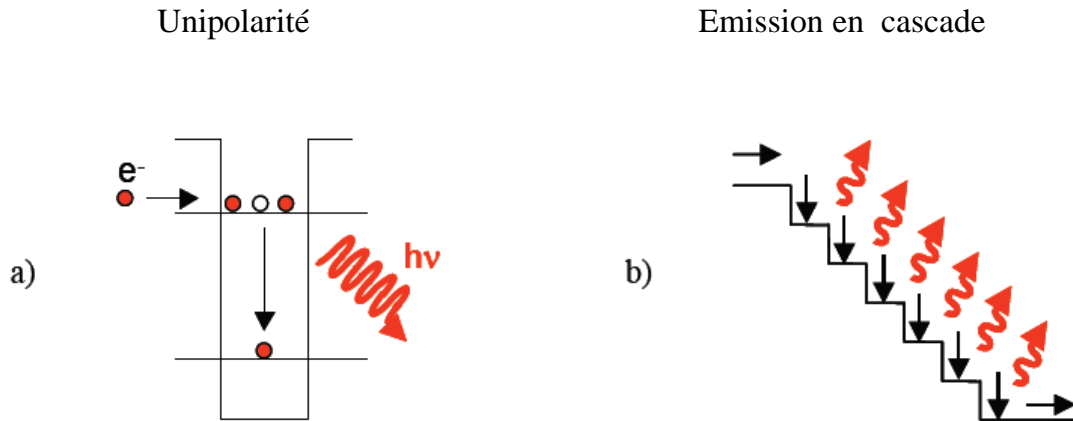 Unipolarité
Emission en cascade
e-
hν
a)
b)